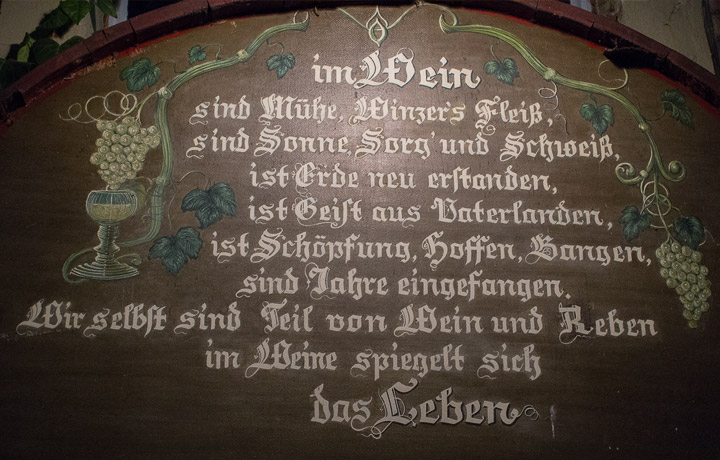 im Wein
sind Mühe, Winzer's Fleiß,
sind Sonne, Sorg' und Schweiß,
ist Erde neu erstanden,
ist Geist aus Vaterlanden,
ist Schöpfung, Hoffen, Bangen,
sind Jahre eingefangen.
Wir selbst sind Teil von Wein und Reben
im Weine spiegelt sich
das Leben